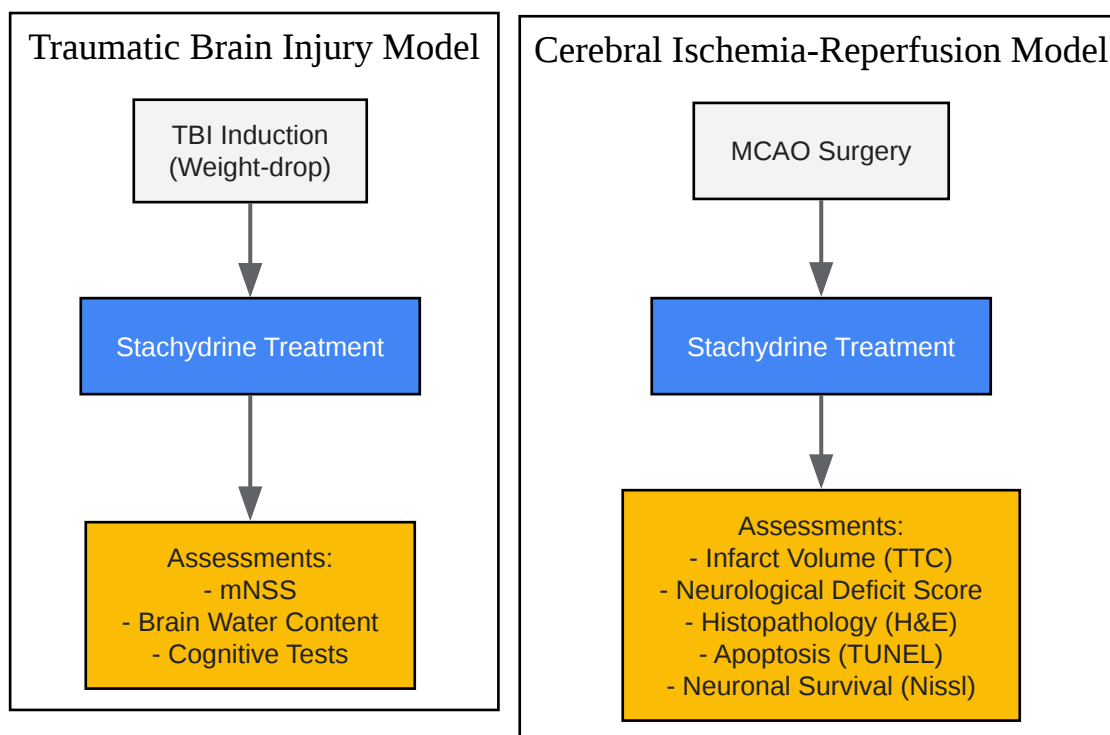 Traumatic Brain Injury Model
TBI Induction
(Weight-drop)
Stachydrine Treatment
Assessments:
- mNSS
- Brain Water Content
- Cognitive Tests
Cerebral Ischemia-Reperfusion Model
MCAO Surgery
Stachydrine Treatment
Assessments:
- Infarct Volume (TTC)
- Neurological Deficit Score
- Histopathology (H&E)
- Apoptosis (TUNEL)
- Neuronal Survival (Nissl)